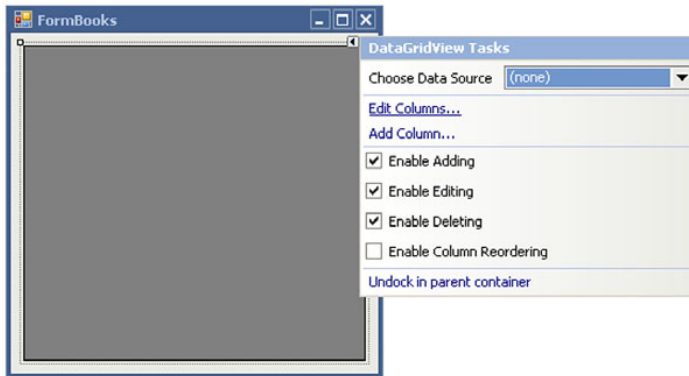 FormBooks
DataGridView Tasks
Choose Data Source (none)
Edit Columns...
Add Column...
Enable Adding
Enable Editing
Enable Deleting
Enable Column Reordering
Undock in parent container